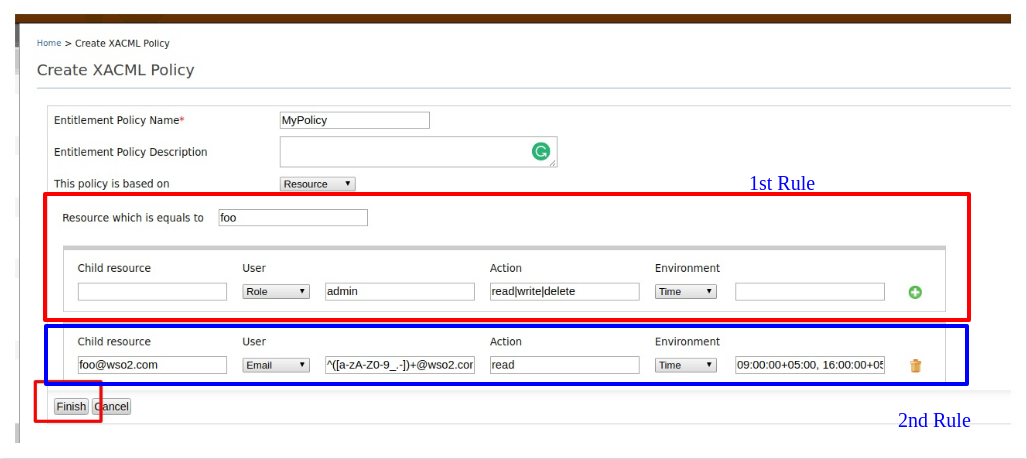 Home > Create XACML Policy
Create XACML Policy
Entitlement Policy Name* MyPolicy
Entitlement Policy Description
This policy is based on Resource
1st Rule
Resource which is equals to foo
Child resource User Action Environment
Role admin read|write|delete Time
Child resource User Action Environment
foo@wso2.com Email ^([a-zA-Z0-9_.-])+@wso2.cor read Time 09:00:00+05:00, 16:00:00+05
Finish Cancel
2nd Rule